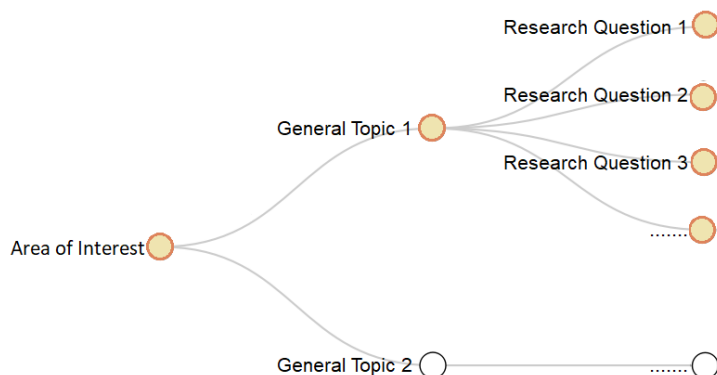 Research Question 1
Research Question 2
General Topic 1
Research Question 3
.......
Area of Interest
General Topic 2
.......